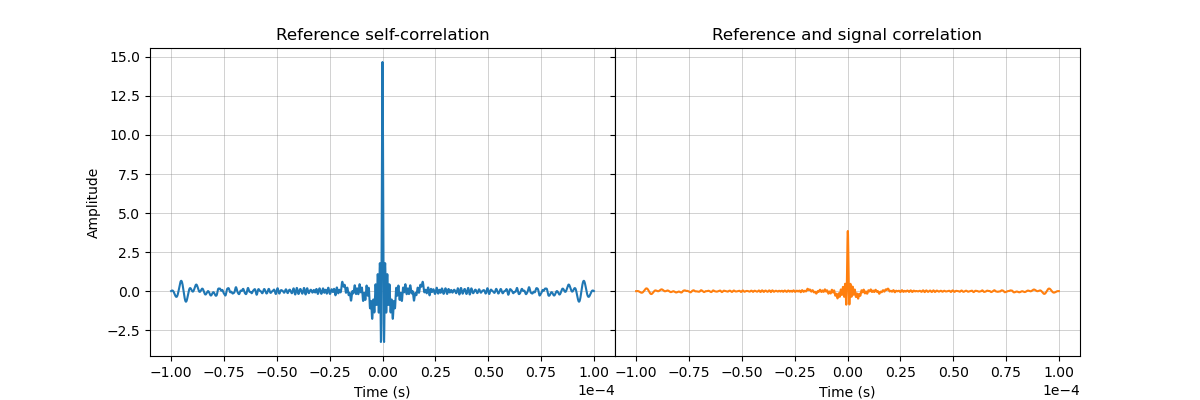 Reference self-correlation
Reference and signal correlation
15.0
12.5
10.0
7.5
5.0
2.5
0.0
−2.5
Amplitude
−1.00 −0.75 −0.50 −0.25 0.00 0.25 0.50 0.75 1.00
1e−4
Time (s)
−1.00 −0.75 −0.50 −0.25 0.00 0.25 0.50 0.75 1.00
1e−4
Time (s)